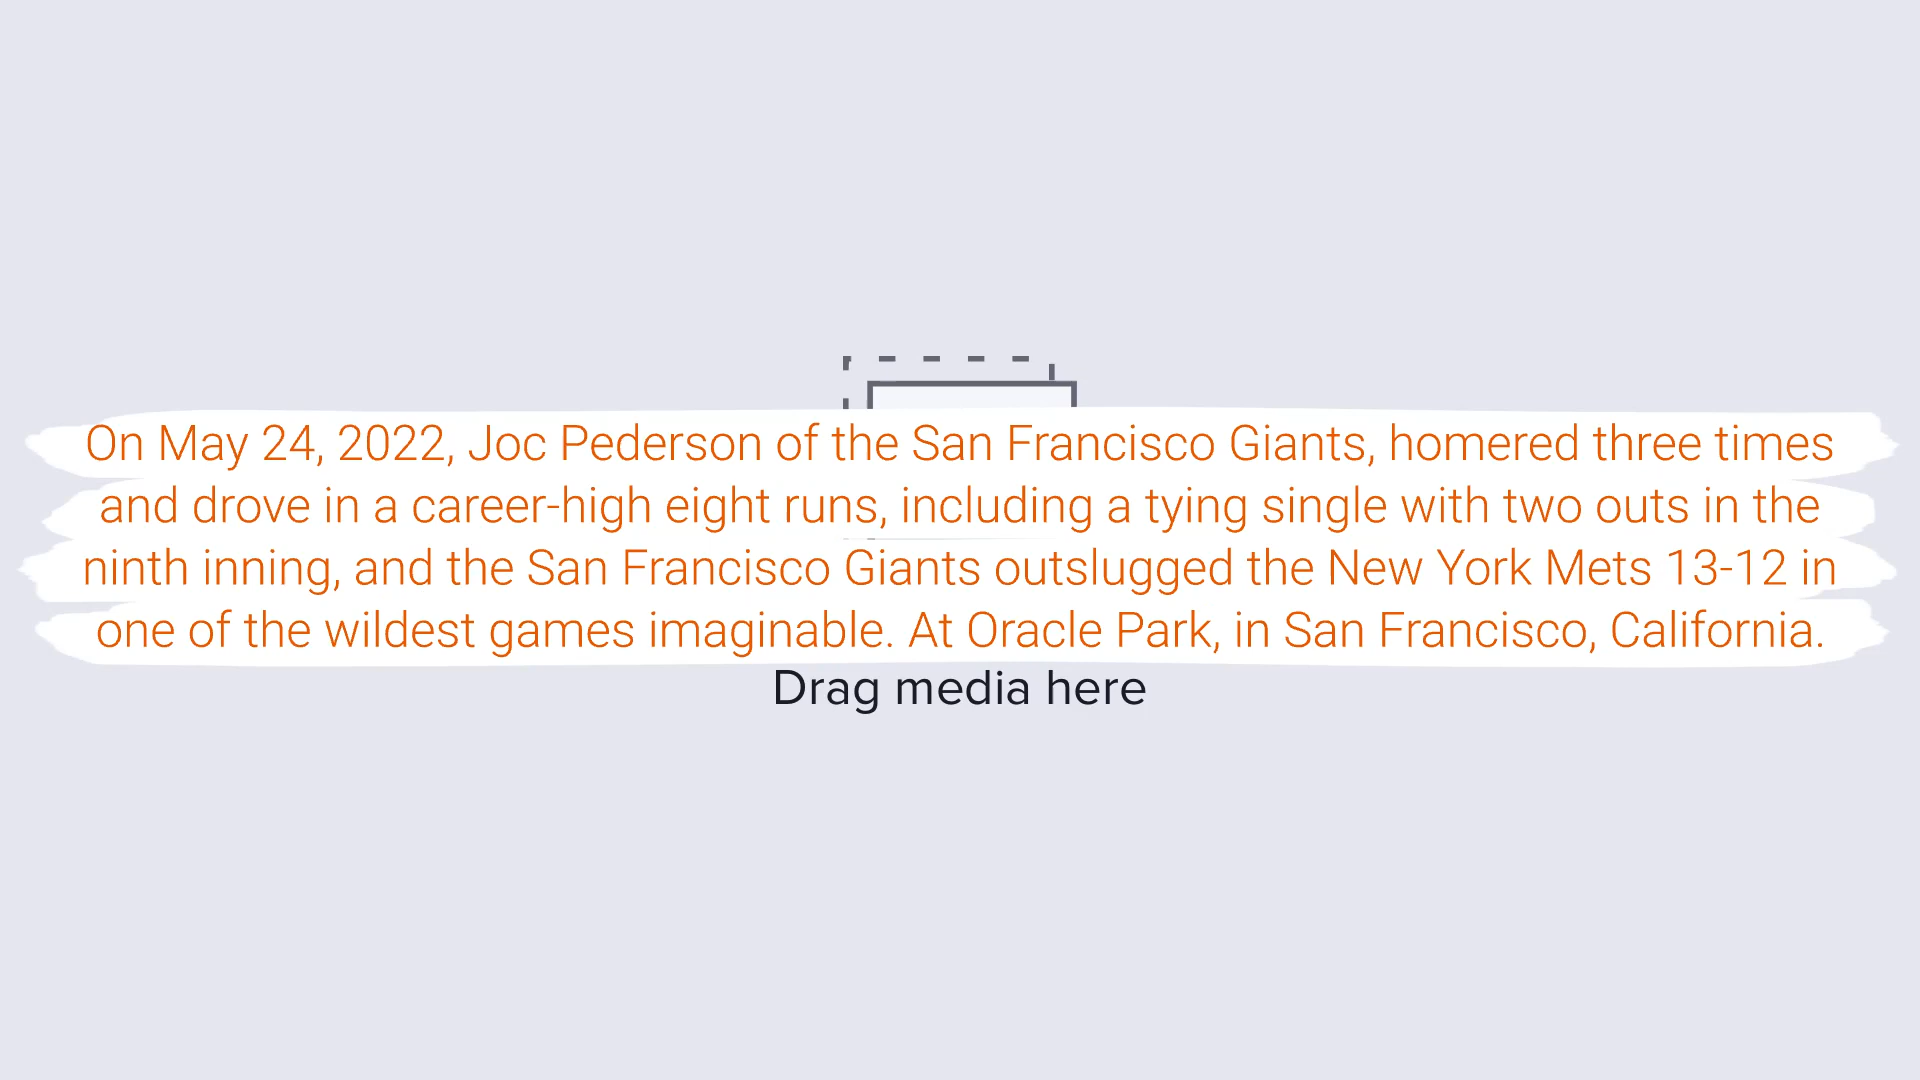 On May 24, 2022, Joc Pederson of the San Francisco Giants, homered three times
and drove in a career-high eight runs, including a tying single with two outs in the
ninth inning, and the San Francisco Giants outslugged the New York Mets 13-12 in
one of the wildest games imaginable. At Oracle Park, in San Francisco, California.
Drag media here